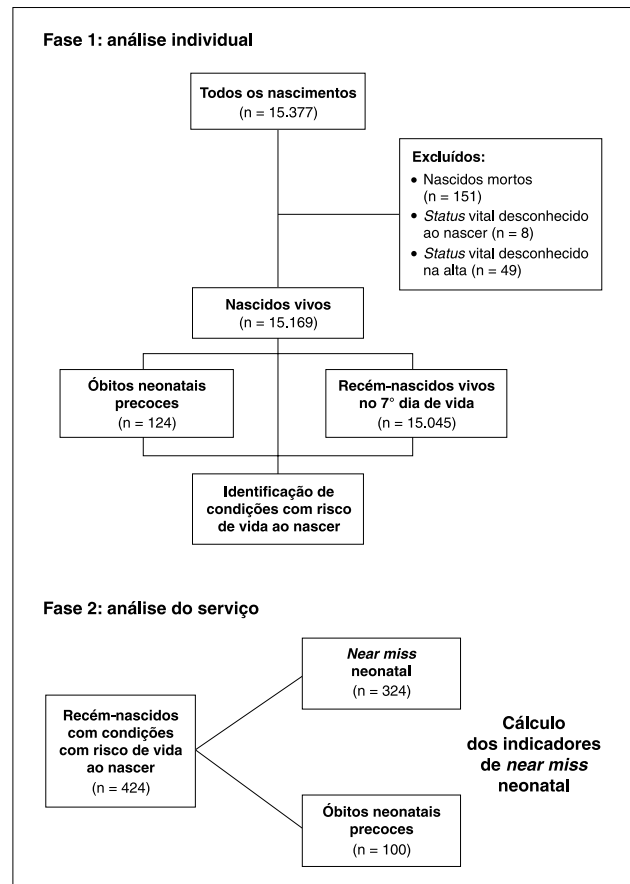 Fase 1: análise individual
Todos os nascimentos
(n = 15.377)
Excluídos:
• Nascidos mortos
(n = 151)
• Status vital desconhecido
ao nascer (n = 8)
• Status vital desconhecido
na alta (n = 49)
Nascidos vivos
(n = 15.169)
Óbitos neonatais
precoces
(n = 124)
Recém-nascidos vivos
no 7° dia de vida
(n = 15.045)
Identificação de
condições com risco
de vida ao nascer
Fase 2: análise do serviço
Near miss
neonatal
(n = 324)
Recém-nascidos
com condições
com risco de vida
ao nascer
(n = 424)
Cálculo
dos indicadores
de near miss
neonatal
Óbitos neonatais
precoces
(n = 100)